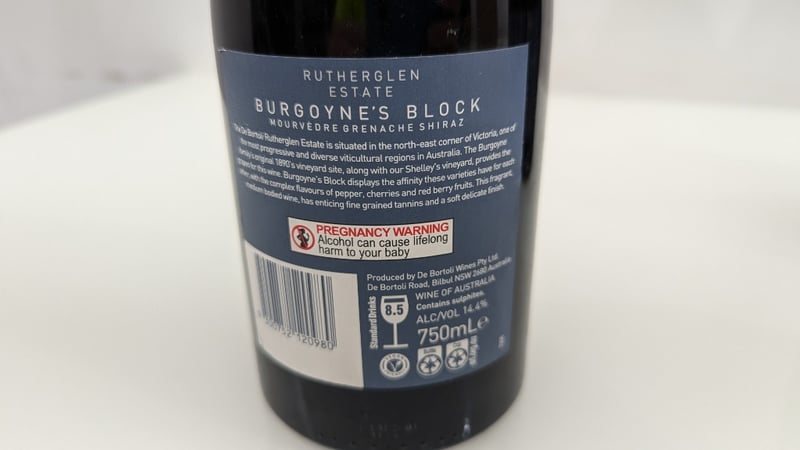 RUTHERGLEN
ESTATE
BURGOYNE'S BLOCK
MOURVÈDRE GRENACHE SHIRAZ
The De Bortoli Rutherglen Estate is situated in the north-east corner of Victoria, one of
the most progressive and diverse viticultural regions in Australia. The Burgoyne
family's original 1890's vineyard site, along with our Shelley's vineyard, provides the
grapes for this wine. Burgoyne's Block displays the affinity these varieties have for each
other, with the complex flavours of pepper, cherries and red berry fruits. This fragrant,
medium bodied wine, has enticing fine grained tannins and a soft delicate finish.
PREGNANCY WARNING
Alcohol can cause lifelong
harm to your baby
Produced by De Bortoli Wines Pty Ltd.
De Bortoli Road, Bilbul NSW 2680 Australia.
WINE OF AUSTRALIA
Contains sulphites.
ALC/VOL 14.4%
750mLe
Standard Drinks
8.5
120980